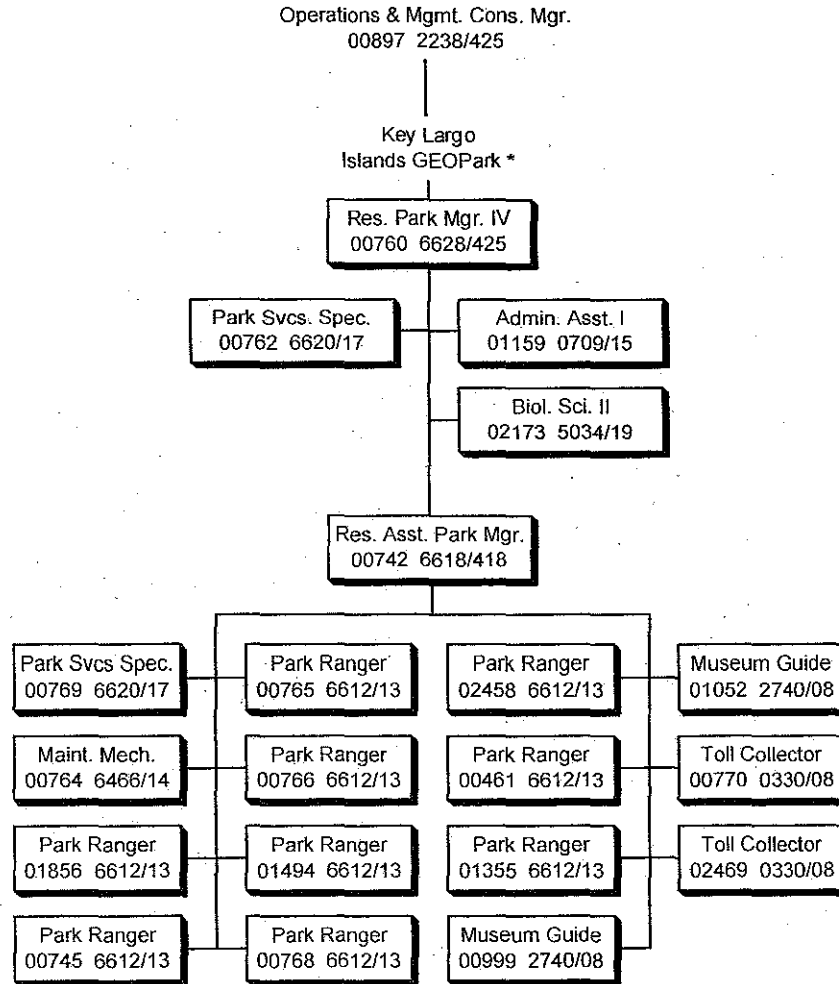 Operations & Mgmt. Cons. Mgr.
00897 2238/425
Key Largo
Islands GEOPark *
Res. Park Mgr. IV
00760 6628/425
Park Svcs. Spec.
00762 6620/17
Admin. Asst. I
01159 0709/15
Biol. Sci. II
02173 5034/19
Res. Asst. Park Mgr.
00742 6618/418
Park Svcs Spec.
00769 6620/17
Park Ranger
00765 6612/13
Park Ranger
02458 6612/13
Museum Guide
01052 2740/08
Maint. Mech.
00764 6466/14
Park Ranger
00766 6612/13
Park Ranger
00461 6612/13
Toll Collector
00770 0330/08
Park Ranger
01856 6612/13
Park Ranger
01494 6612/13
Park Ranger
01355 6612/13
Toll Collector
02469 0330/08
Park Ranger
00745 6612/13
Park Ranger
00768 6612/13
Museum Guide
00999 2740/08